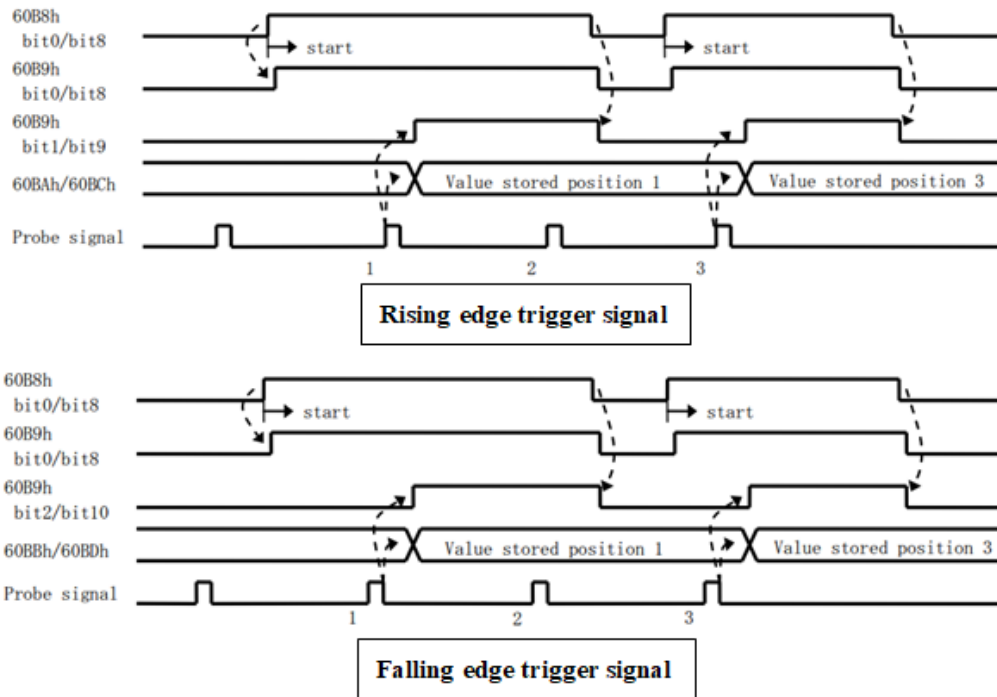 60B8h
bit0/bit8
start
start
60B9h
bit0/bit8
60B9h
bit1/bit9
60BAh/60BCh
Value stored position 1
Value stored position 3
Probe signal
1
2
3
Rising edge trigger signal
60B8h
bit0/bit8
start
start
60B9h
bit0/bit8
60B9h
bit2/bit10
60BBh/60BDh
Value stored position 1
Value stored position 3
Probe signal
1
2
3
Falling edge trigger signal